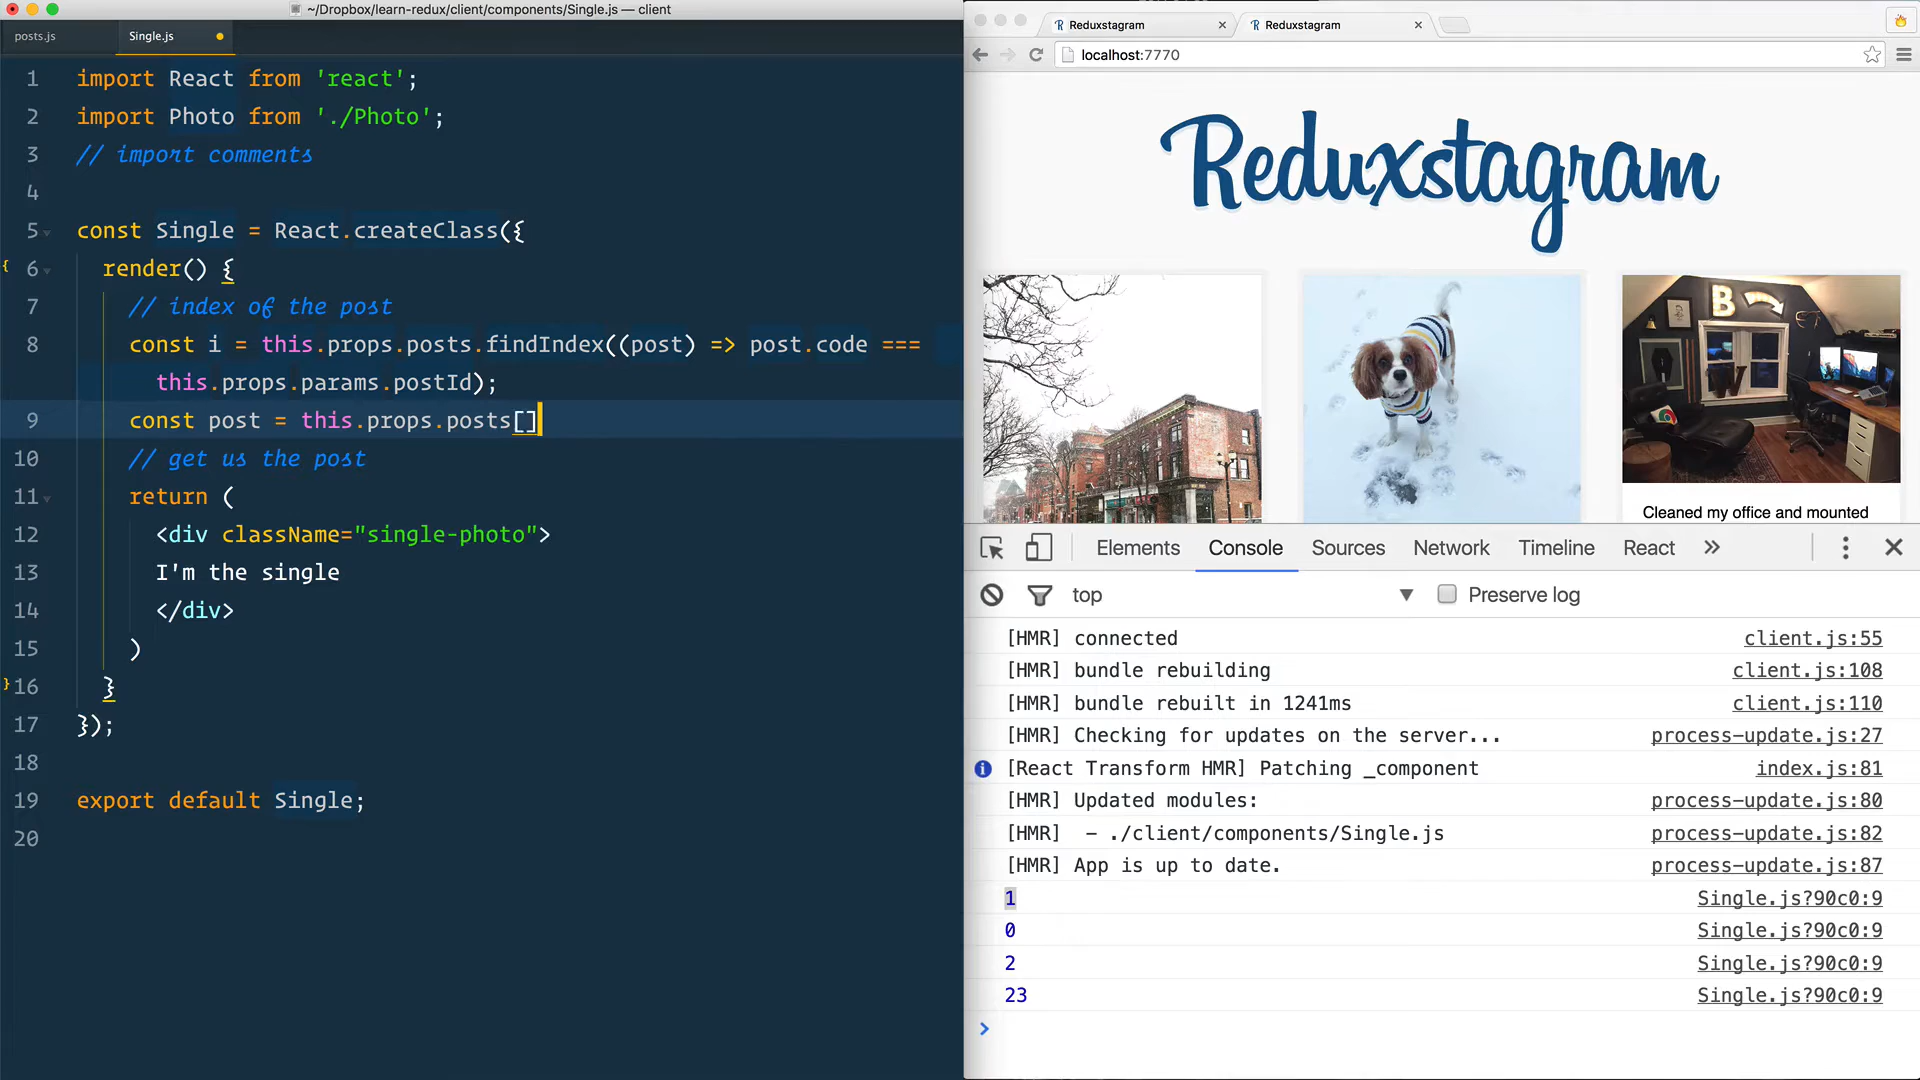 ~/Dropbox/learn-redux/client/components/Single.js — client
posts.js
Single.js
1 import React from 'react';
2 import Photo from './Photo';
3 // import comments
4
5 const Single = React.createClass({
{ 6 render() {
7 // index of the post
8 const i = this.props.posts.findIndex((post) => post.code ===
this.props.params.postId);
9 const post = this.props.posts[]
10 // get us the post
11 return (
12 <div className="single-photo">
13 I'm the single
14 </div>
15 )
} 16 }
17 });
18
19 export default Single;
20
Reduxstagram
Reduxstagram
localhost:7770
Reduxstagram
B
Cleaned my office and mounted
Elements Console Sources Network Timeline React
top Preserve log
[HMR] connected client.js:55
[HMR] bundle rebuilding client.js:108
[HMR] bundle rebuilt in 1241ms client.js:110
[HMR] Checking for updates on the server... process-update.js:27
[React Transform HMR] Patching _component index.js:81
[HMR] Updated modules: process-update.js:80
[HMR] - ./client/components/Single.js process-update.js:82
[HMR] App is up to date. process-update.js:87
1 Single.js?90c0:9
0 Single.js?90c0:9
2 Single.js?90c0:9
23 Single.js?90c0:9